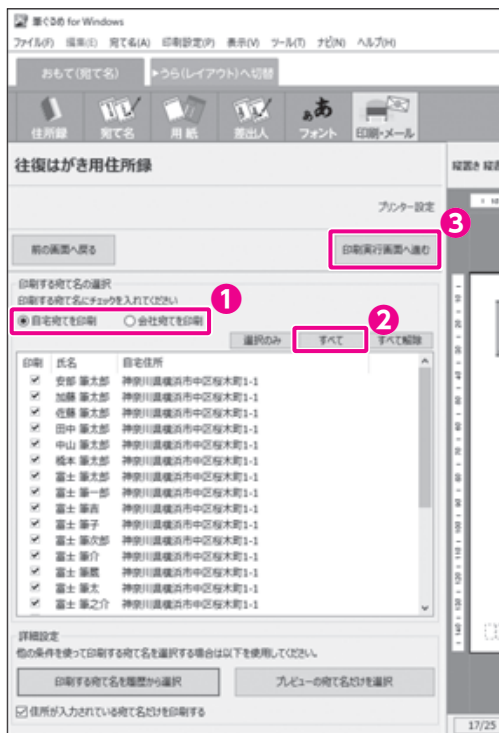 筆ぐるめ for Windows
ファイル(F) 編集(E) 宛て名(A) 印刷設定(P) 表示(V) ツール(T) ナビ(N) ヘルプ(H)
おもて(宛て名) ▶うら(レイアウト)へ切替
住所録 宛て名 用紙 差出人 フォント 印刷・メール
往復はがき用住所録
プリンター設定
3
前の画面へ戻る 印刷実行画面へ進む
印刷する宛て名の選択
印刷する宛て名にチェックを入れてください
1
自宅宛てを印刷 会社宛てを印刷
2
選択のみ すべて すべて解除
印刷 氏名 自宅住所
安部 筆太郎 神奈川県横浜市中区桜木町1-1
加藤 筆太郎 神奈川県横浜市中区桜木町1-1
佐藤 筆太郎 神奈川県横浜市中区桜木町1-1
田中 筆太郎 神奈川県横浜市中区桜木町1-1
中山 筆太郎 神奈川県横浜市中区桜木町1-1
橋本 筆太郎 神奈川県横浜市中区桜木町1-1
富士 筆太郎 神奈川県横浜市中区桜木町1-1
富士 筆一郎 神奈川県横浜市中区桜木町1-1
富士 筆吉 神奈川県横浜市中区桜木町1-1
富士 筆子 神奈川県横浜市中区桜木町1-1
富士 筆次郎 神奈川県横浜市中区桜木町1-1
富士 筆介 神奈川県横浜市中区桜木町1-1
富士 筆蔵 神奈川県横浜市中区桜木町1-1
富士 筆太 神奈川県横浜市中区桜木町1-1
富士 筆之介 神奈川県横浜市中区桜木町1-1
詳細設定
他の条件を使って印刷する宛て名を選択する場合は以下を使用してください。
印刷する宛て名を履歴から選択 プレビューの宛て名だけを選択
住所が入力されている宛て名だけを印刷する
17/25